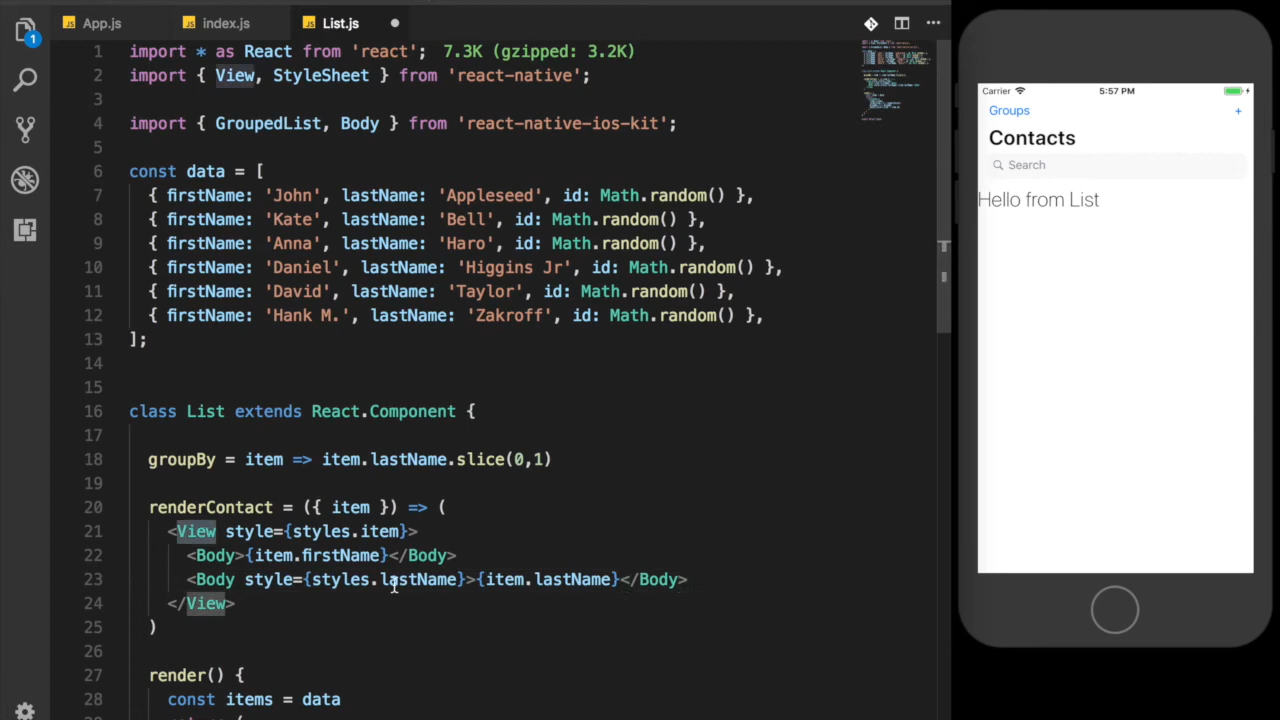 App.js
index.js
List.js
1
1 import * as React from 'react'; 7.3K (gzipped: 3.2K)
2 import { View, StyleSheet } from 'react-native';
3
4 import { GroupedList, Body } from 'react-native-ios-kit';
5
6 const data = [
7 { firstName: 'John', lastName: 'Appleseed', id: Math.random() },
8 { firstName: 'Kate', lastName: 'Bell', id: Math.random() },
9 { firstName: 'Anna', lastName: 'Haro', id: Math.random() },
10 { firstName: 'Daniel', lastName: 'Higgins Jr', id: Math.random() },
11 { firstName: 'David', lastName: 'Taylor', id: Math.random() },
12 { firstName: 'Hank M.', lastName: 'Zakroff', id: Math.random() },
13 ];
14
15
16 class List extends React.Component {
17
18 groupBy = item => item.lastName.slice(0,1)
19
20 renderContact = ({ item }) => (
21 <View style={styles.item}>
22 <Body>{item.firstName}</Body>
23 <Body style={styles.lastName}>{item.lastName}</Body>
24 </View>
25 )
26
27 render() {
28 const items = data
Carrier 5:57 PM
Groups +
Contacts
Search
Hello from List